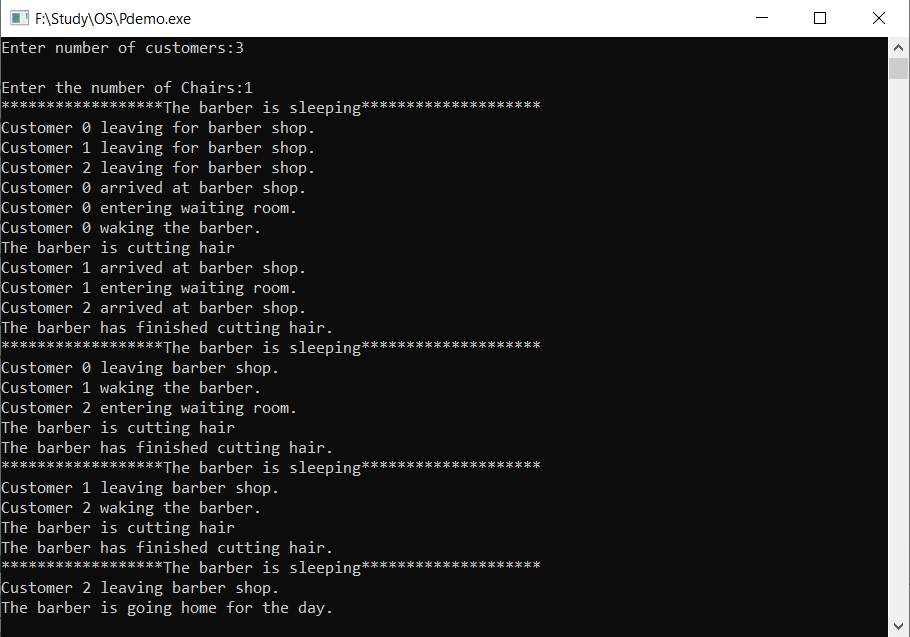 F:\Study\OS\Pdemo.exe
Enter number of customers:3
Enter the number of Chairs:1
******************The barber is sleeping********************
Customer 0 leaving for barber shop.
Customer 1 leaving for barber shop.
Customer 2 leaving for barber shop.
Customer 0 arrived at barber shop.
Customer 0 entering waiting room.
Customer 0 waking the barber.
The barber is cutting hair
Customer 1 arrived at barber shop.
Customer 1 entering waiting room.
Customer 2 arrived at barber shop.
The barber has finished cutting hair.
******************The barber is sleeping********************
Customer 0 leaving barber shop.
Customer 1 waking the barber.
Customer 2 entering waiting room.
The barber is cutting hair
The barber has finished cutting hair.
******************The barber is sleeping********************
Customer 1 leaving barber shop.
Customer 2 waking the barber.
The barber is cutting hair
The barber has finished cutting hair.
******************The barber is sleeping********************
Customer 2 leaving barber shop.
The barber is going home for the day.